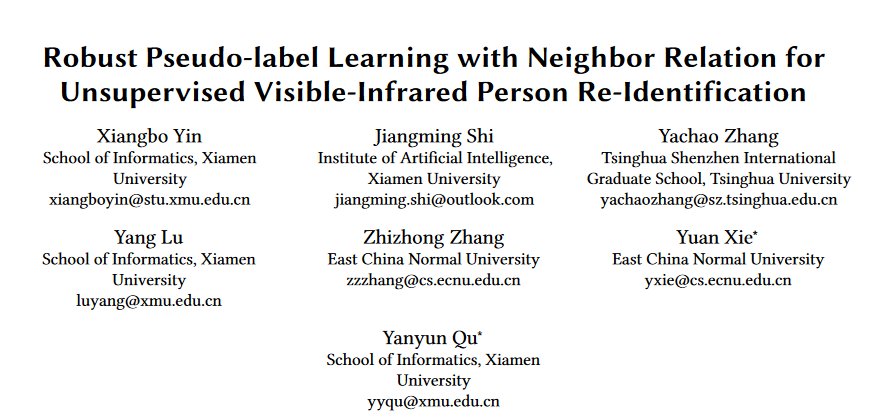 Robust Pseudo-label Learning with Neighbor Relation for
Unsupervised Visible-Infrared Person Re-Identification
Xiangbo Yin
School of Informatics, Xiamen
University
xiangboyin@stu.xmu.edu.cn
Jiangming Shi
Institute of Artificial Intelligence,
Xiamen University
jiangming.shi@outlook.com
Yachao Zhang
Tsinghua Shenzhen International
Graduate School, Tsinghua University
yachaozhang@sz.tsinghua.edu.cn
Yang Lu
School of Informatics, Xiamen
University
luyang@xmu.edu.cn
Zhizhong Zhang
East China Normal University
zzzhang@cs.ecnu.edu.cn
Yuan Xie*
East China Normal University
yxie@cs.ecnu.edu.cn
Yanyun Qu*
School of Informatics, Xiamen
University
yyqu@xmu.edu.cn